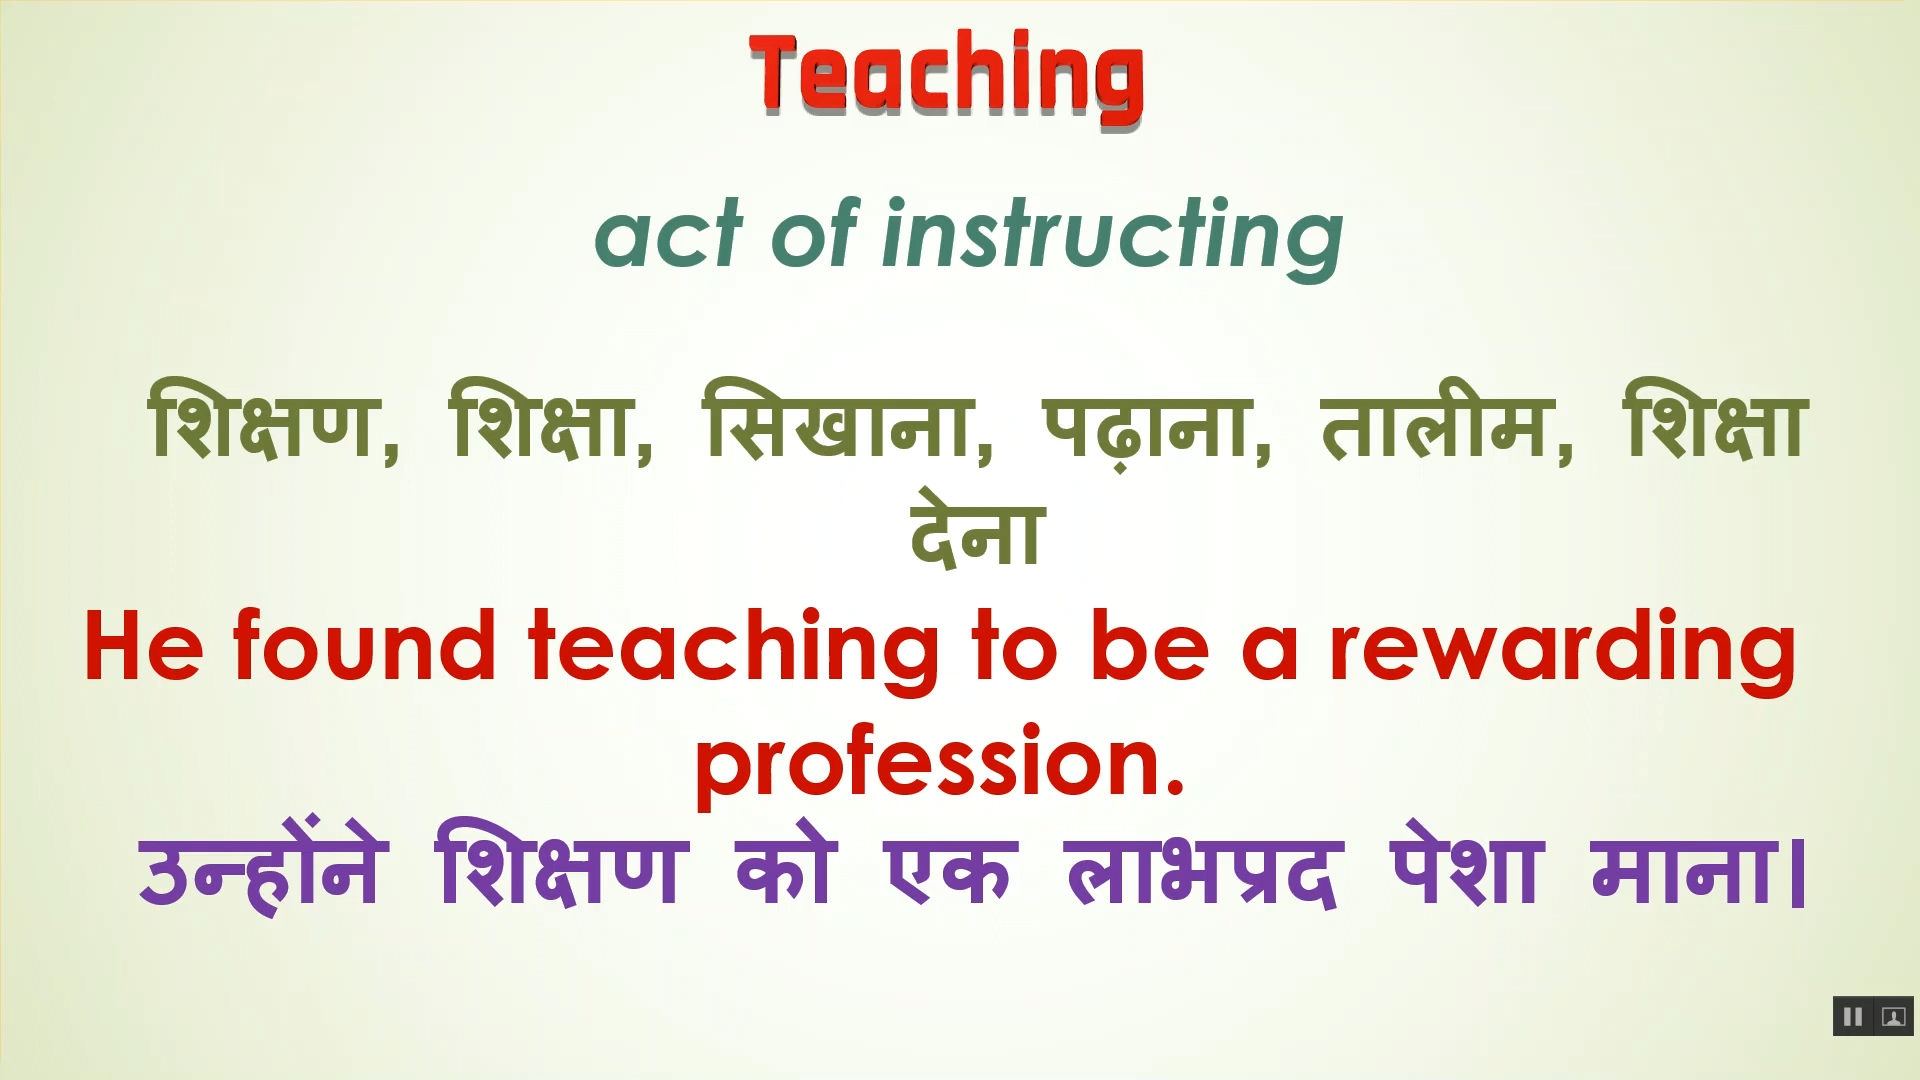 Teaching
act of instructing
शिक्षण, शिक्षा, सिखाना, पढ़ाना, तालीम, शिक्षा
देना
He found teaching to be a rewarding
profession.
उन्होंने शिक्षण को एक लाभप्रद पेशा माना।